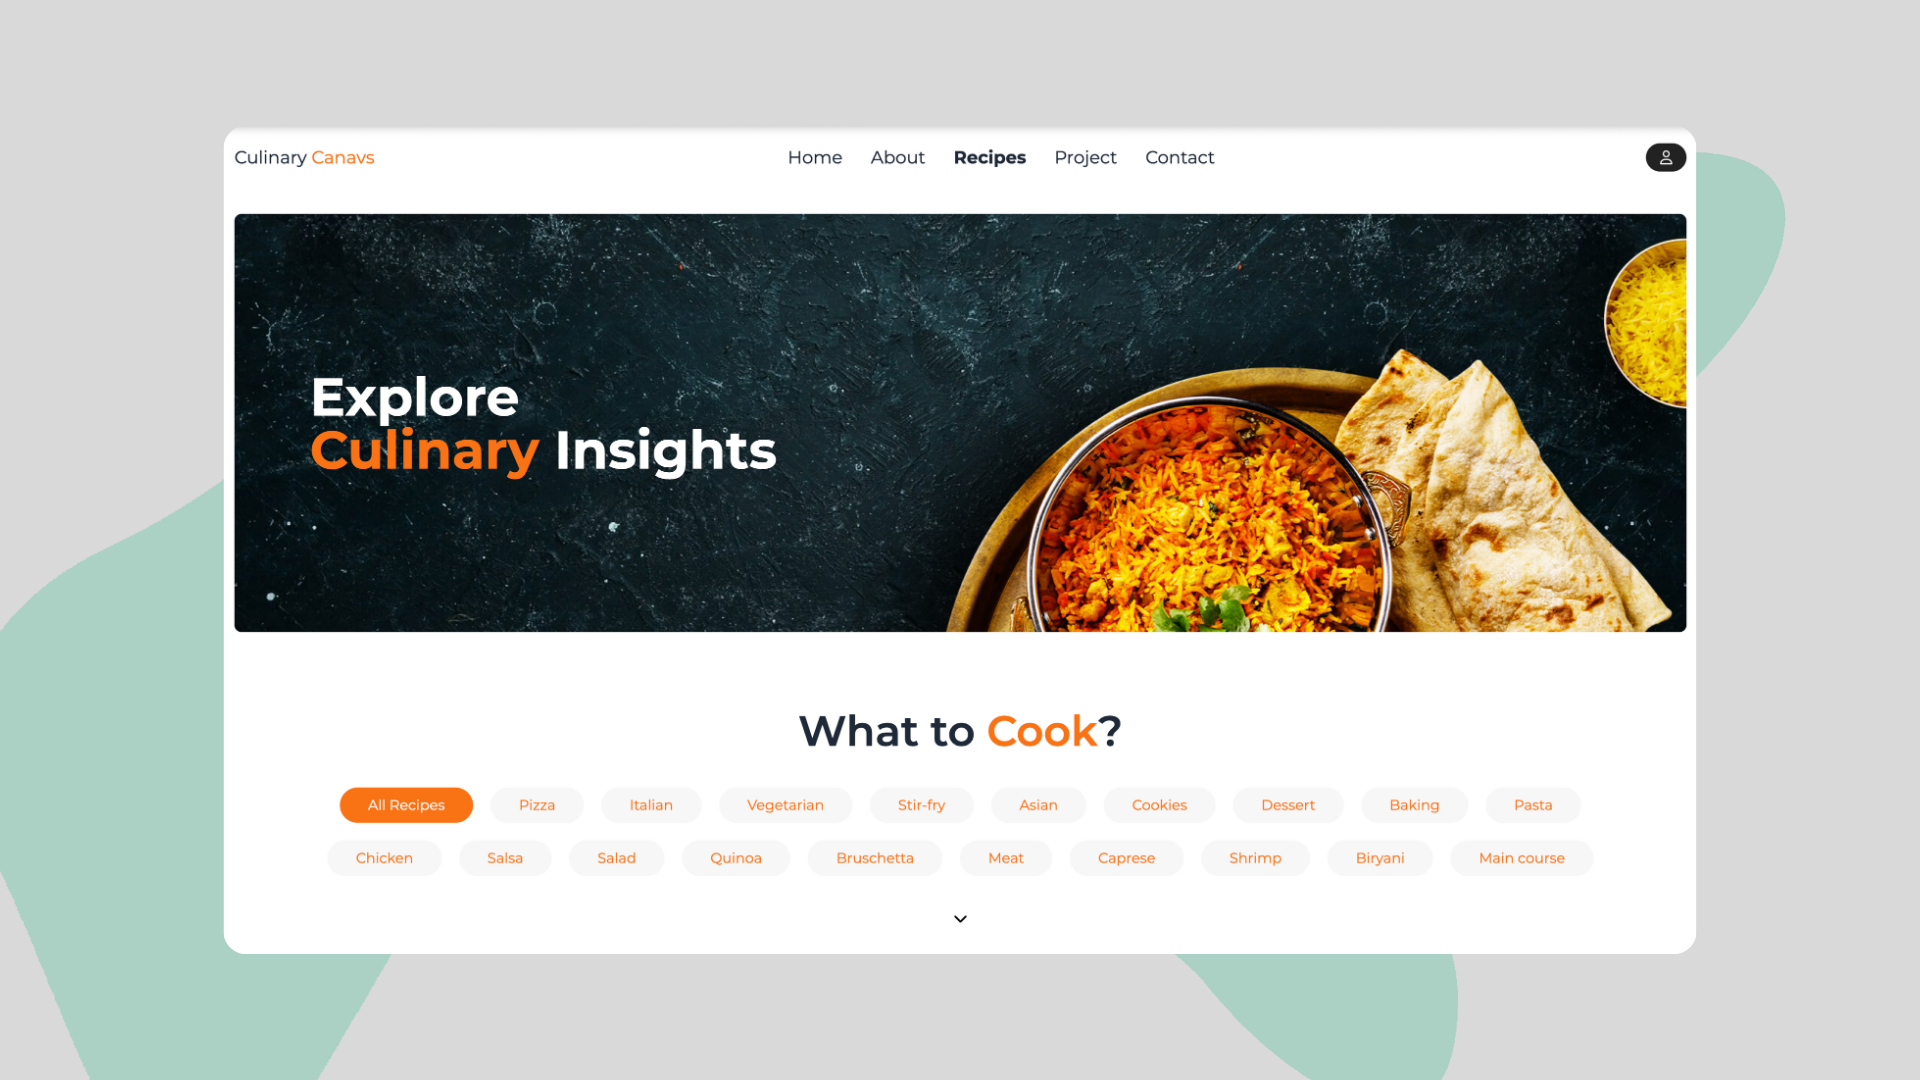 Culinary Canavs
Home About Recipes Project Contact
Explore
Culinary Insights
What to Cook?
All Recipes Pizza Italian Vegetarian Stir-fry Asian Cookies Dessert Baking Pasta
Chicken Salsa Salad Quinoa Bruschetta Meat Caprese Shrimp Biryani Main course